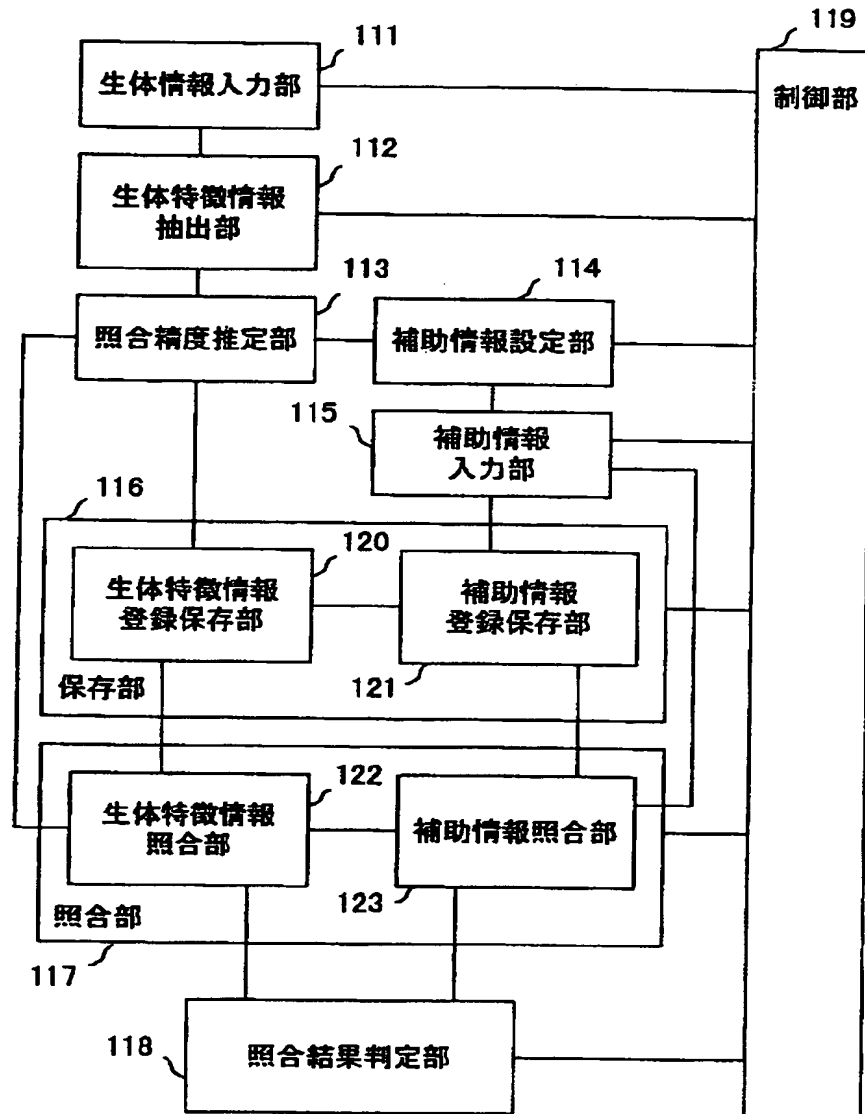 111
119
生体情報入力部
制御部
112
生体特徴情報
抽出部
113
114
照合精度推定部
補助情報設定部
115
補助情報
入力部
116
120
生体特徴情報
登録保存部
補助情報
登録保存部
121
保存部
122
生体特徴情報
照合部
補助情報照合部
123
照合部
117
118
照合結果判定部